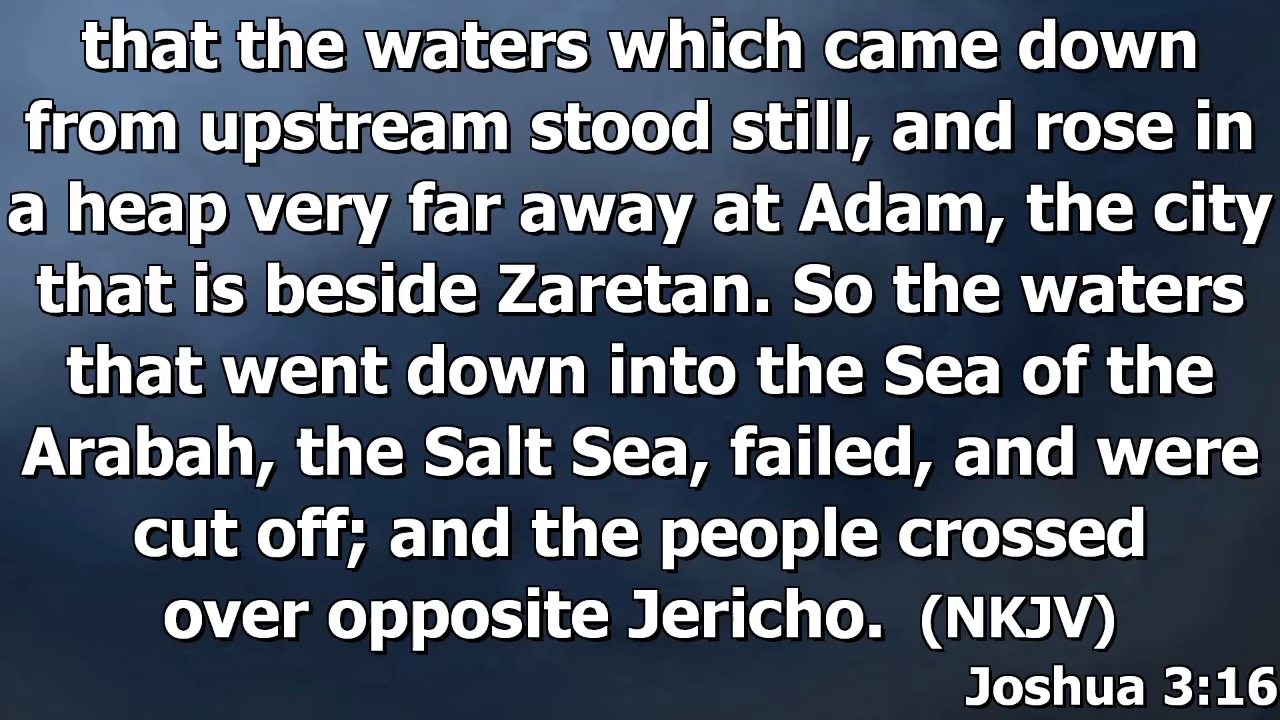 that the waters which came down
from upstream stood still, and rose in
a heap very far away at Adam, the city
that is beside Zaretan. So the waters
that went down into the Sea of the
Arabah, the Salt Sea, failed, and were
cut off; and the people crossed
over opposite Jericho. (NKJV)
Joshua 3:16